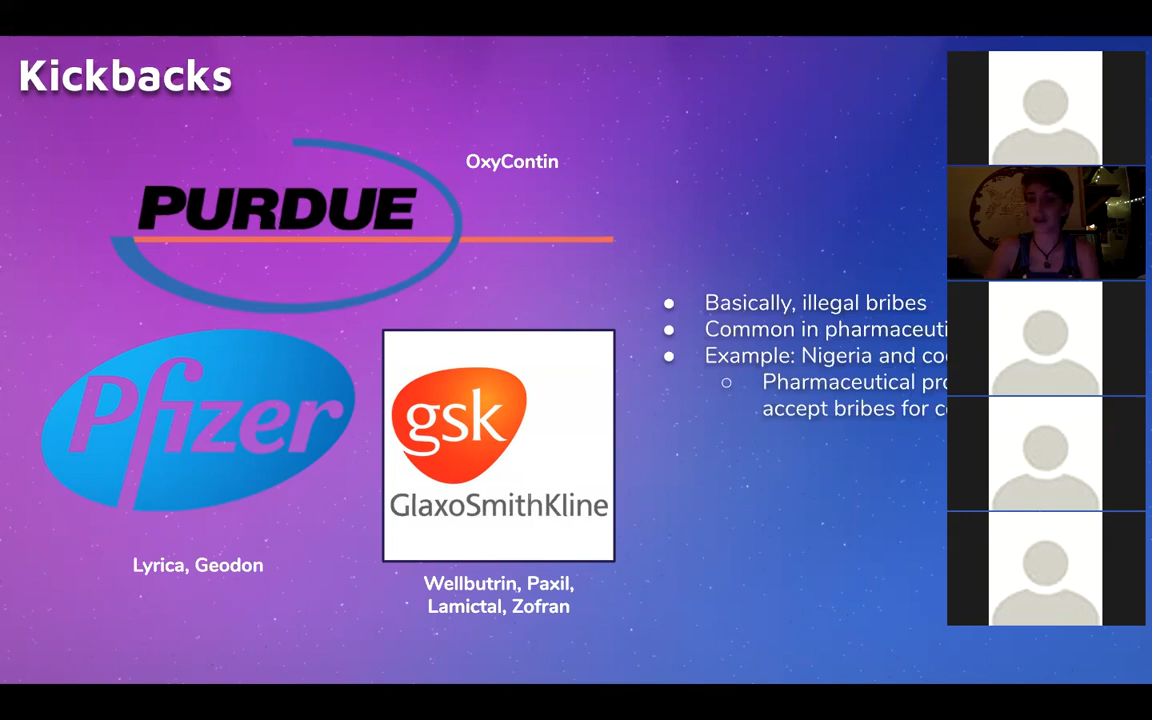 Kickbacks
OxyContin
PURDUE
Pfizer
gsk
GlaxoSmithKline
Lyrica, Geodon
Wellbutrin, Paxil,
Lamictal, Zofran
Basically, illegal bribes
Common in pharmaceuti
Example: Nigeria and co
Pharmaceutical pro
accept bribes for c